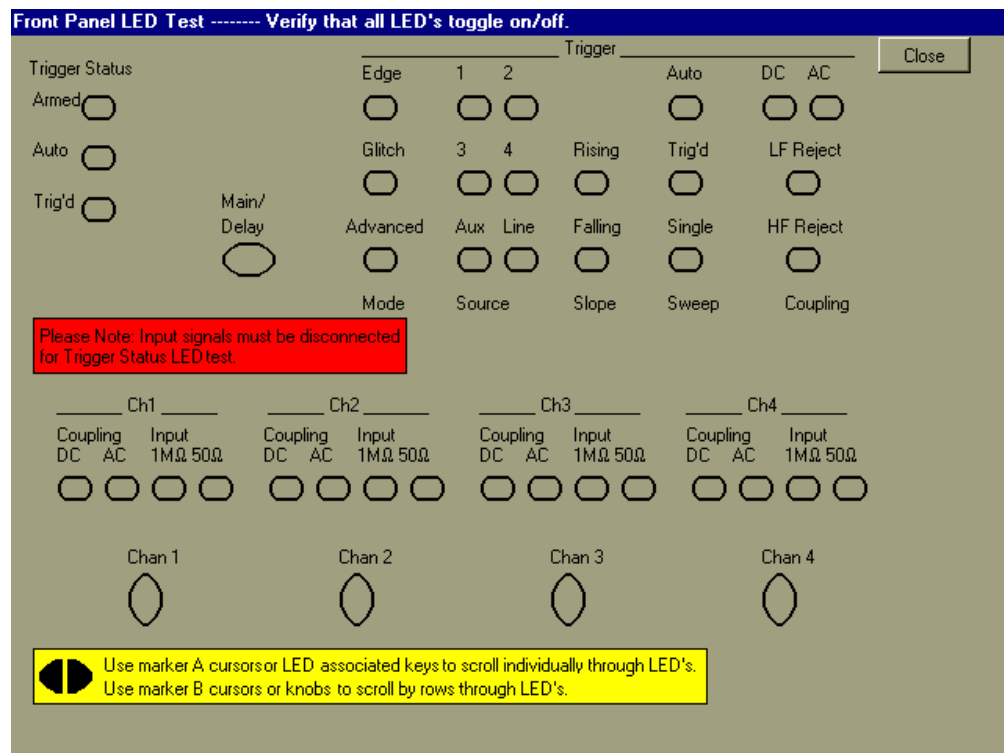 Front Panel LED Test -------- Verify that all LED's toggle on/off.
Close
Trigger Status
Armed
Auto
Trig'd
Main/
Delay
Trigger
Edge 1 2 Auto DC AC
Glitch 3 4 Rising Trig'd LF Reject
Advanced Aux Line Falling Single HF Reject
Mode Source Slope Sweep Coupling
Please Note: Input signals must be disconnected
for Trigger Status LED test.
Ch1 Ch2 Ch3 Ch4
Coupling Input Coupling Input Coupling Input Coupling Input
DC AC 1MΩ 50Ω DC AC 1MΩ 50Ω DC AC 1MΩ 50Ω DC AC 1MΩ 50Ω
Chan 1 Chan 2 Chan 3 Chan 4
Use marker A cursors or LED associated keys to scroll individually through LED's.
Use marker B cursors or knobs to scroll by rows through LED's.